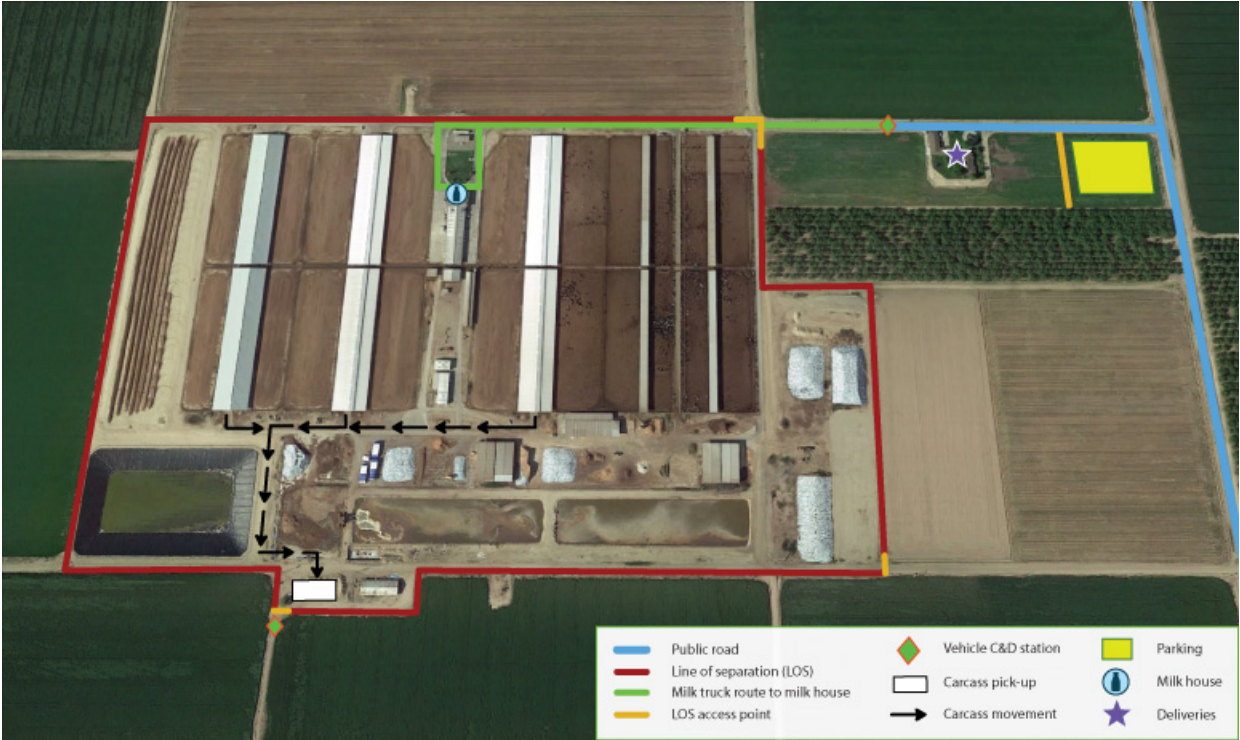 Public road
Line of separation (LOS)
Milk truck route to milk house
LOS access point
Vehicle C&D station
Carcass pick-up
Carcass movement
Parking
Milk house
Deliveries